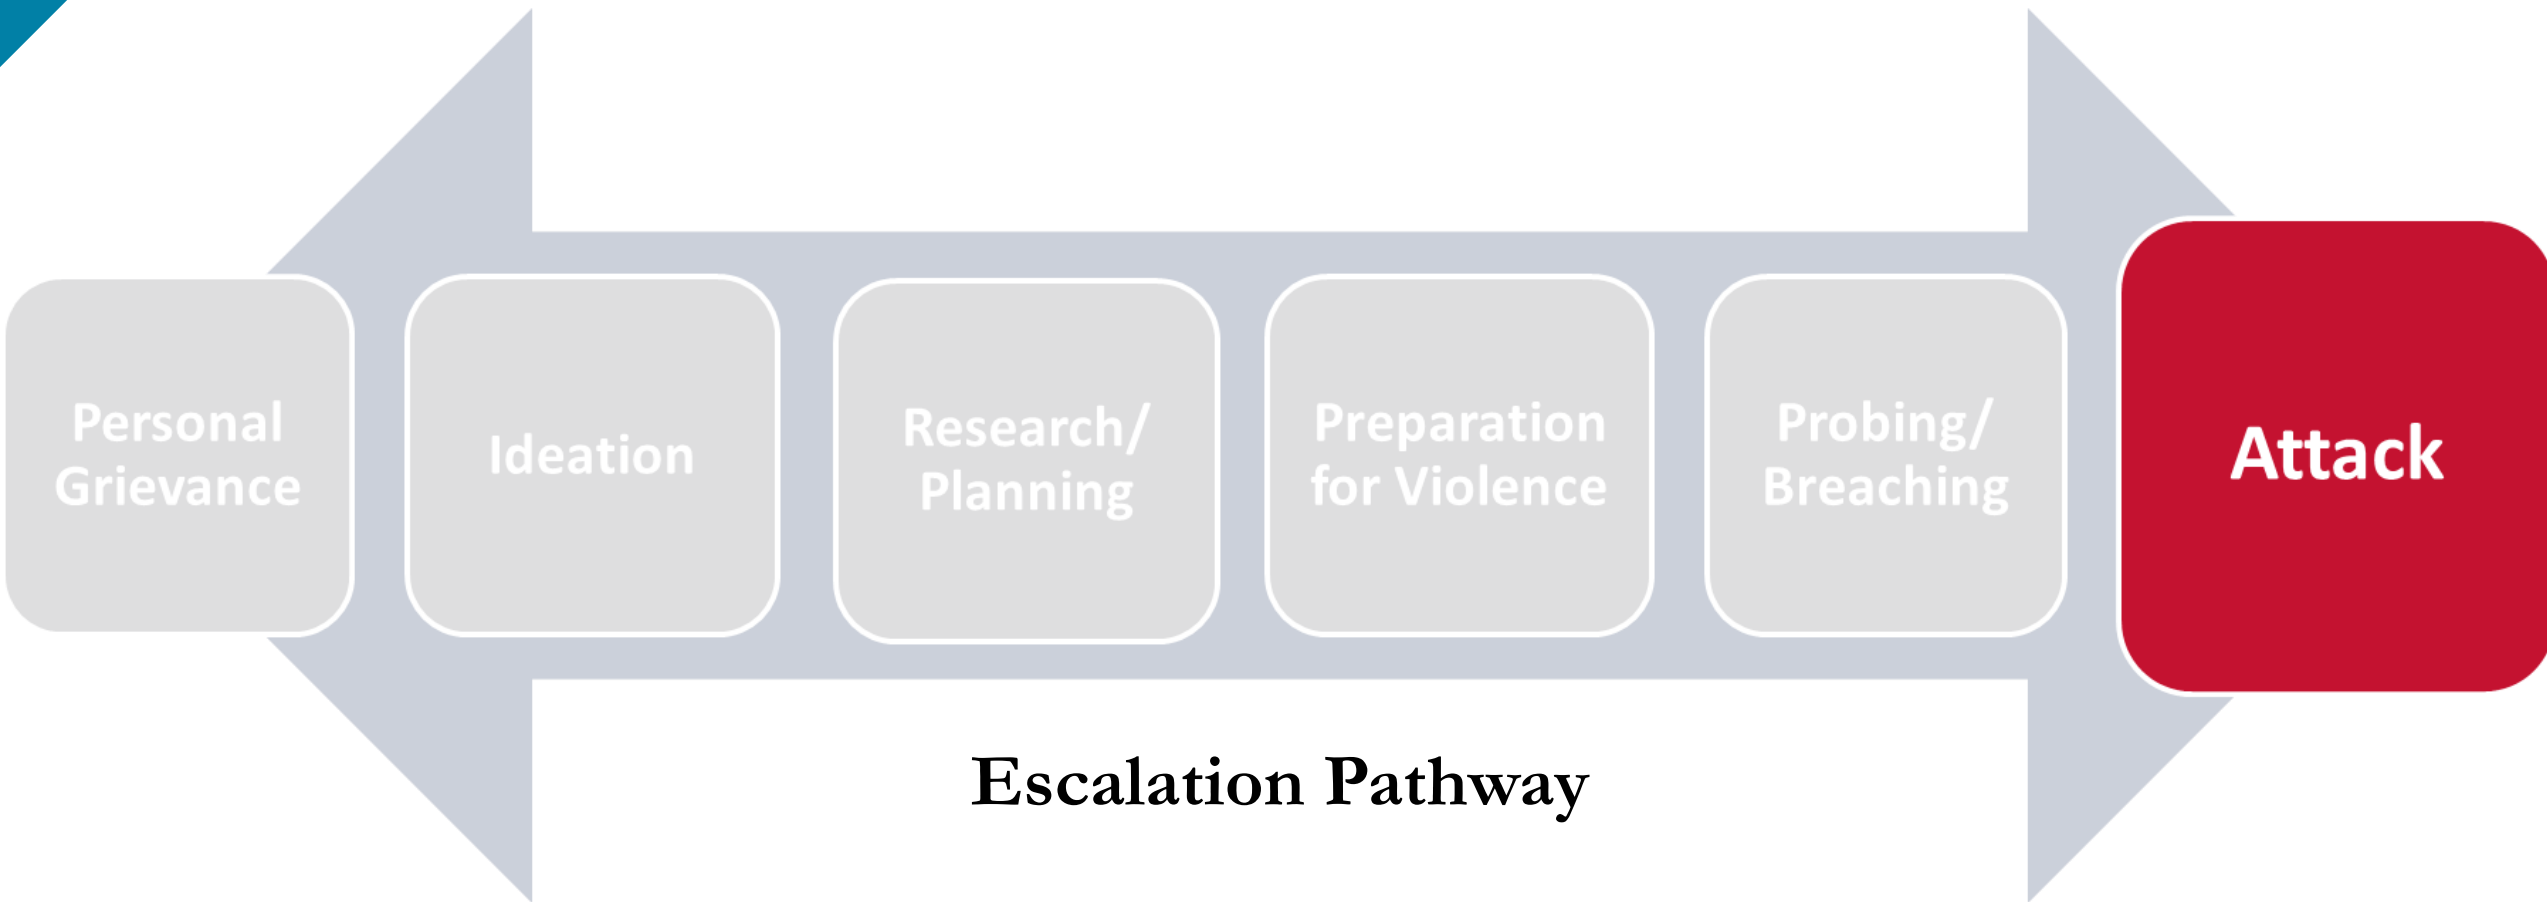 Personal
Grievance
Ideation
Research/
Planning
Preparation
for Violence
Probing/
Breaching
Attack
Escalation Pathway